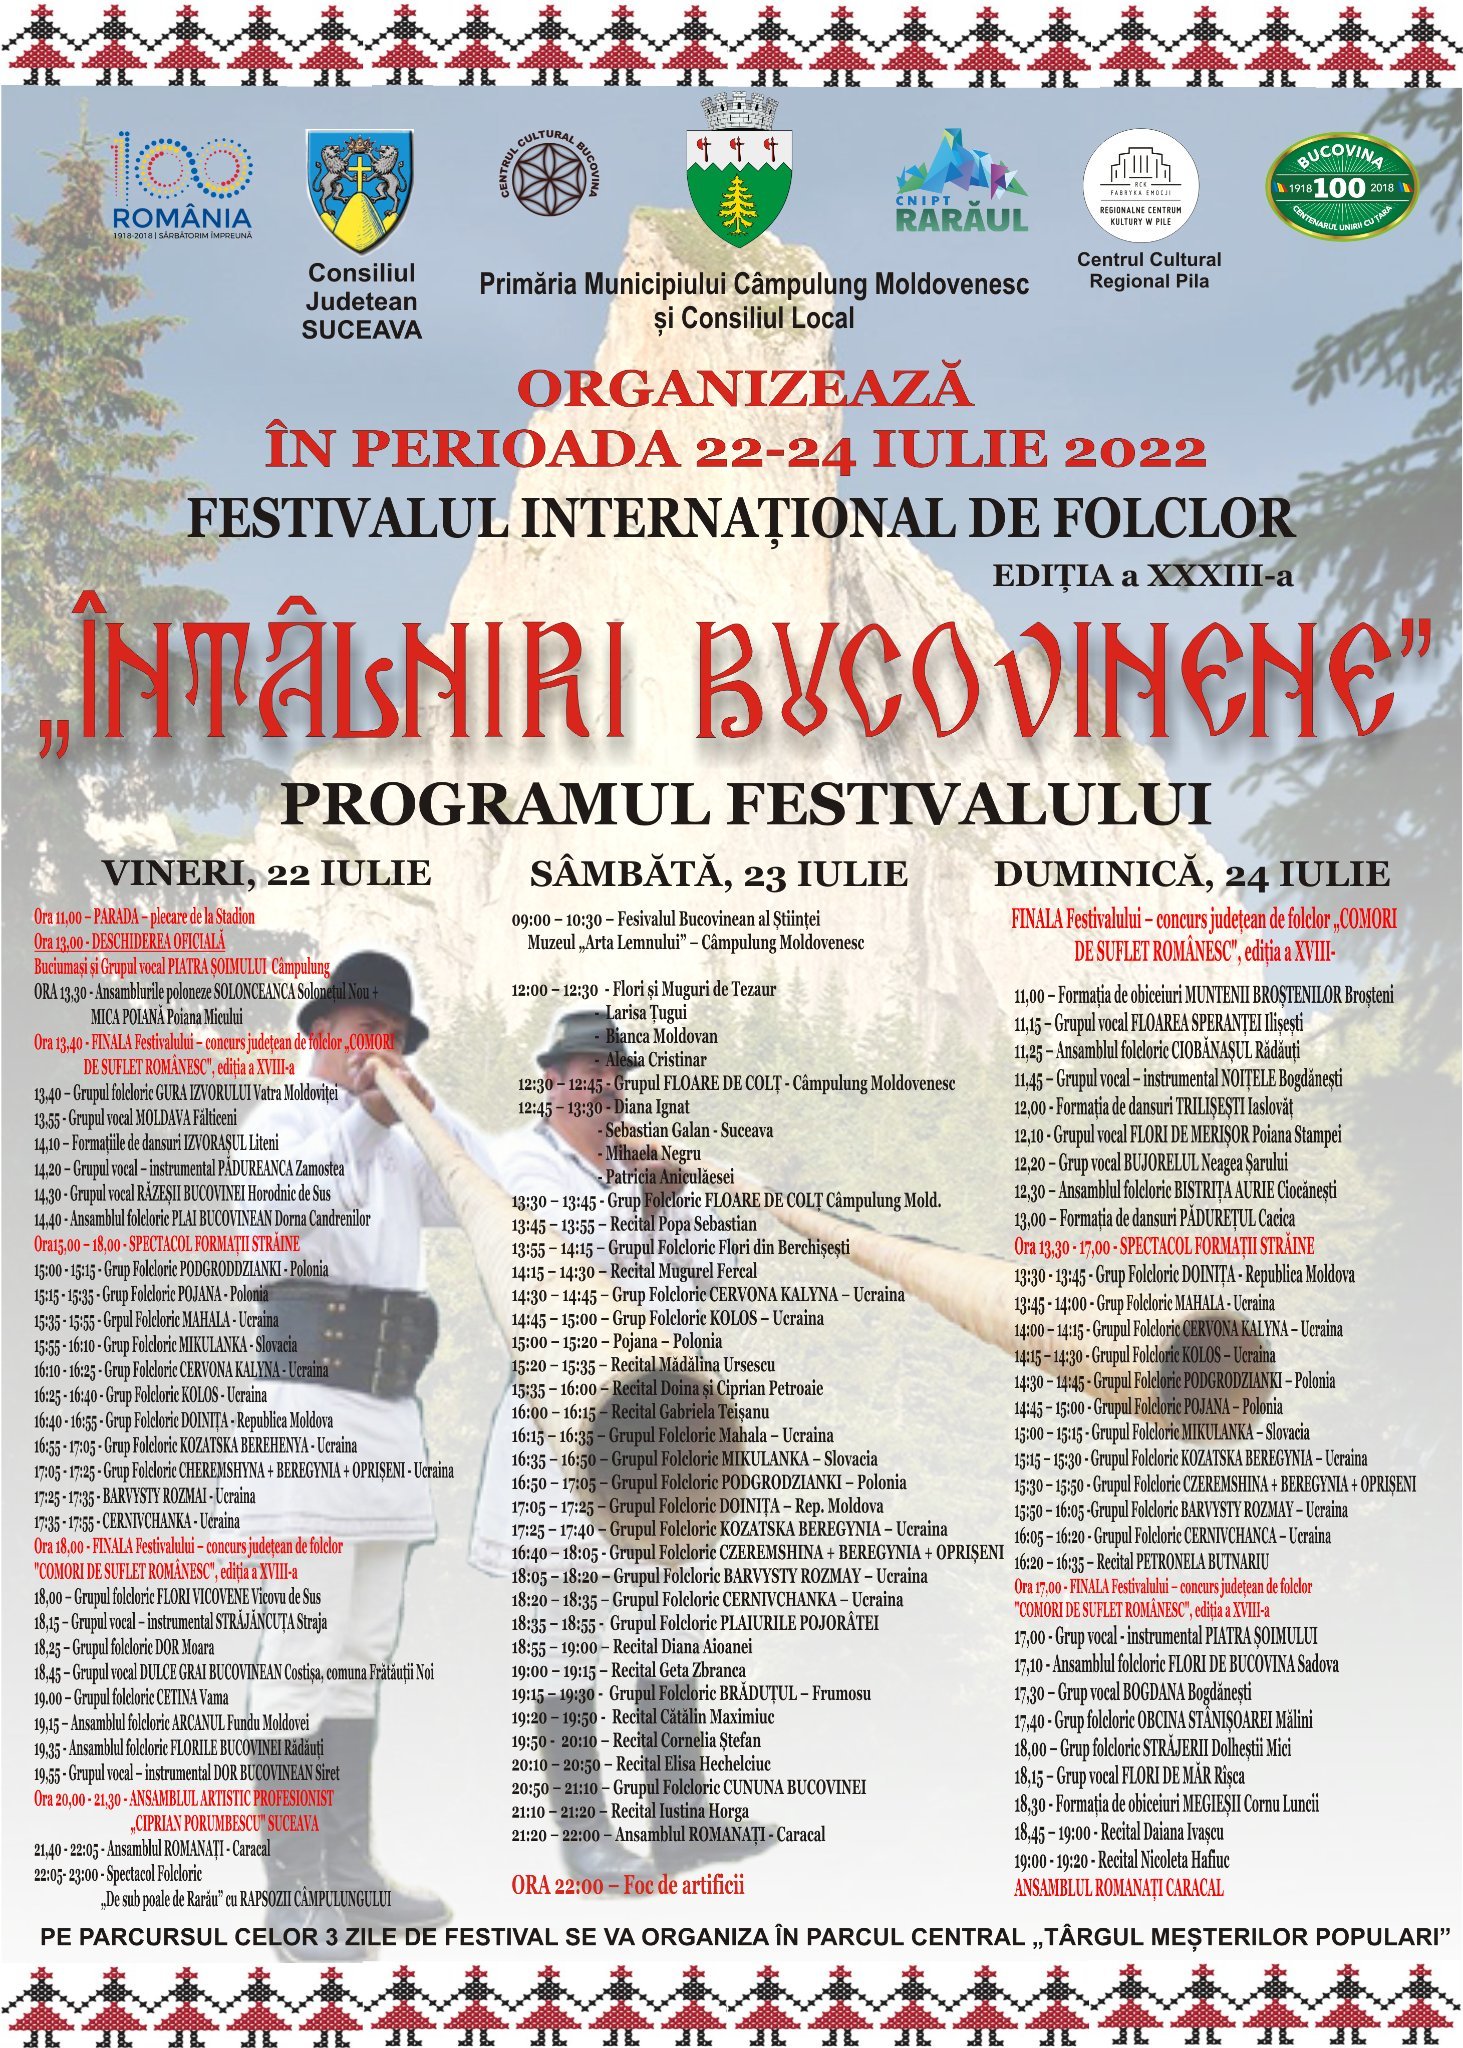 100
ROMÂNIA
1918-2018 | SĂRBĂTORIM ÎMPREUNĂ
Consiliul
Judetean
SUCEAVA
CENTRUL CULTURAL BUCOVINA
Primăria Municipiului Câmpulung Moldovenesc
și Consiliul Local
CNIPT
RARĂUL
RCK
FABRYKA EMOCJI
REGIONALNE CENTRUM
KULTURY W PILE
Centrul Cultural
Regional Pila
BUCOVINA
1918 100 2018
CENTENARUL UNIRII CU ȚARA
ORGANIZEAZĂ
ÎN PERIOADA 22-24 IULIE 2022
FESTIVALUL INTERNAȚIONAL DE FOLCLOR
EDIȚIA a XXXIII-a
„ÎNTÂLNIRI BUCOVINENE”
PROGRAMUL FESTIVALULUI
VINERI, 22 IULIE
Ora 11,00 – PARADA – plecare de la Stadion
Ora 13,00 - DESCHIDEREA OFICIALĂ
Buciumași și Grupul vocal PIATRA ȘOIMULUI Câmpulung
ORA 13,30 - Ansamblurile poloneze SOLONCEANCA Solonețul Nou +
MICA POIANĂ Poiana Micului
Ora 13,40 - FINALA Festivalului – concurs județean de folclor „COMORI
DE SUFLET ROMÂNESC", ediția a XVIII-a
13,40 – Grupul folcloric GURA IZVORULUI Vatra Moldoviței
13,55 - Grupul vocal MOLDAVA Fălticeni
14,10 – Formațiile de dansuri IZVORAȘUL Liteni
14,20 – Grupul vocal – instrumental PĂDUREANCA Zamostea
14,30 - Grupul vocal RĂZEȘII BUCOVINEI Horodnic de Sus
14,40 - Ansamblul folcloric PLAI BUCOVINEAN Dorna Candrenilor
Ora15,00 – 18,00 - SPECTACOL FORMAȚII STRĂINE
15:00 - 15:15 - Grup Folcloric PODGRODDZIANKI - Polonia
15:15 - 15:35 - Grup Folcloric POJANA - Polonia
15:35 - 15:55 - Grpul Folcloric MAHALA - Ucraina
15:55 - 16:10 - Grup Folcloric MIKULANKA - Slovacia
16:10 - 16:25 - Grup Folcloric CERVONA KALYNA - Ucraina
16:25 - 16:40 - Grup Folcloric KOLOS - Ucraina
16:40 - 16:55 - Grup Folcloric DOINIȚA - Republica Moldova
16:55 - 17:05 - Grup Folcloric KOZATSKA BEREHENYA - Ucraina
17:05 - 17:25 - Grup Folcloric CHEREMSHYNA + BEREGYNIA + OPRIȘENI - Ucraina
17:25 - 17:35 - BARVYSTY ROZMAI - Ucraina
17:35 - 17:55 - CERNIVCHANKA - Ucraina
Ora 18,00 - FINALA Festivalului – concurs județean de folclor
"COMORI DE SUFLET ROMÂNESC", ediția a XVIII-a
18,00 – Grupul folcloric FLORI VICOVENE Vicovu de Sus
18,15 – Grupul vocal – instrumental STRĂJĂNCUȚA Straja
18,25 – Grupul folcloric DOR Moara
18,45 – Grupul vocal DULCE GRAI BUCOVINEAN Costișa, comuna Frătăuții Noi
19.00 – Grupul folcloric CETINA Vama
19,15 – Ansamblul folcloric ARCANUL Fundu Moldovei
19,35 - Ansamblul folcloric FLORILE BUCOVINEI Rădăuți
19,55 - Grupul vocal – instrumental DOR BUCOVINEAN Siret
Ora 20,00 - 21,30 - ANSAMBLUL ARTISTIC PROFESIONIST
„CIPRIAN PORUMBESCU" SUCEAVA
21,40 - 22:05 - Ansamblul ROMANAȚI - Caracal
22:05- 23:00 - Spectacol Folcloric
„De sub poale de Rarău” cu RAPSOZII CÂMPULUNGULUI
SÂMBĂTĂ, 23 IULIE
09:00 – 10:30 – Fesivalul Bucovinean al Științei
Muzeul „Arta Lemnului” – Câmpulung Moldovenesc
12:00 – 12:30 - Flori și Muguri de Tezaur
- Larisa Țugui
- Bianca Moldovan
- Alesia Cristinar
12:30 – 12:45 - Grupul FLOARE DE COLȚ - Câmpulung Moldovenesc
12:45 – 13:30 - Diana Ignat
- Sebastian Galan - Suceava
- Mihaela Negru
- Patricia Aniculăesei
13:30 – 13:45 - Grup Folcloric FLOARE DE COLȚ Câmpulung Mold.
13:45 – 13:55 – Recital Popa Sebastian
13:55 – 14:15 – Grupul Folcloric Flori din Berchișești
14:15 – 14:30 – Recital Mugurel Fercal
14:30 – 14:45 – Grup Folcloric CERVONA KALYNA – Ucraina
14:45 – 15:00 – Grup Folcloric KOLOS – Ucraina
15:00 – 15:20 – Pojana – Polonia
15:20 – 15:35 – Recital Mădălina Ursescu
15:35 – 16:00 – Recital Doina și Ciprian Petroaie
16:00 – 16:15 – Recital Gabriela Teișanu
16:15 – 16:35 – Grupul Folcloric Mahala – Ucraina
16:35 – 16:50 – Grupul Folcloric MIKULANKA – Slovacia
16:50 – 17:05 – Grupul Folcloric PODGRODZIANKI – Polonia
17:05 – 17:25 – Grupul Folcloric DOINIȚA – Rep. Moldova
17:25 – 17:40 – Grupul Folcloric KOZATSKA BEREGYNIA – Ucraina
16:40 – 18:05 - Grupul Folcloric CZEREMSHINA + BEREGYNIA + OPRIȘENI
18:05 – 18:20 – Grupul Folcloric BARVYSTY ROZMAY – Ucraina
18:20 – 18:35 – Grupul Folcloric CERNIVCHANKA – Ucraina
18:35 – 18:55 - Grupul Folcloric PLAIURILE POJORÂTEI
18:55 – 19:00 – Recital Diana Aioanei
19:00 – 19:15 – Recital Geta Zbranca
19:15 – 19:30 - Grupul Folcloric BRĂDUȚUL – Frumosu
19:20 – 19:50 - Recital Cătălin Maximiuc
19:50 - 20:10 – Recital Cornelia Ștefan
20:10 – 20:50 – Recital Elisa Hechelciuc
20:50 – 21:10 – Grupul Folcloric CUNUNA BUCOVINEI
21:10 – 21:20 – Recital Iustina Horga
21:20 – 22:00 – Ansamblul ROMANAȚI - Caracal
ORA 22:00 – Foc de artificii
DUMINICĂ, 24 IULIE
FINALA Festivalului – concurs județean de folclor „COMORI
DE SUFLET ROMÂNESC", ediția a XVIII-
11,00 – Formația de obiceiuri MUNTENII BROȘTENILOR Broșteni
11,15 – Grupul vocal FLOAREA SPERANȚEI Ilișești
11,25 – Ansamblul folcloric CIOBĂNAȘUL Rădăuți
11,45 – Grupul vocal – instrumental NOIȚELE Bogdănești
12,00 - Formația de dansuri TRILIȘEȘTI Iaslovăț
12,10 - Grupul vocal FLORI DE MERIȘOR Poiana Stampei
12,20 – Grup vocal BUJORELUL Neagea Șarului
12,30 – Ansamblul folcloric BISTRIȚA AURIE Ciocănești
13,00 – Formația de dansuri PĂDUREȚUL Cacica
Ora 13,30 - 17,00 - SPECTACOL FORMAȚII STRĂINE
13:30 - 13:45 - Grup Folcloric DOINIȚA - Republica Moldova
13:45 - 14:00 - Grup Folcloric MAHALA - Ucraina
14:00 – 14:15 - Grupul Folcloric CERVONA KALYNA – Ucraina
14:15 – 14:30 - Grupul Folcloric KOLOS – Ucraina
14:30 – 14:45 - Grupul Folcloric PODGRODZIANKI – Polonia
14:45 – 15:00 - Grupul Folcloric POJANA – Polonia
15:00 – 15:15 - Grupul Folcloric MIKULANKA – Slovacia
15:15 – 15:30 - Grupul Folcloric KOZATSKA BEREGYNIA – Ucraina
15:30 – 15:50 - Grupul Folcloric CZEREMSHINA + BEREGYNIA + OPRIȘENI
15:50 – 16:05 -Grupul Folcloric BARVYSTY ROZMAY – Ucraina
16:05 – 16:20 - Grupul Folcloric CERNIVCHANCA – Ucraina
16:20 – 16:35 – Recital PETRONELA BUTNARIU
Ora 17,00 - FINALA Festivalului – concurs județean de folclor
"COMORI DE SUFLET ROMÂNESC", ediția a XVIII-a
17,00 - Grup vocal - instrumental PIATRA ȘOIMULUI
17,10 - Ansamblul folcloric FLORI DE BUCOVINA Sadova
17,30 – Grup vocal BOGDANA Bogdănești
17,40 - Grup folcloric OBCINA STÂNIȘOAREI Mălini
18,00 – Grup folcloric STRĂJERII Dolheștii Mici
18,15 – Grup vocal FLORI DE MĂR Rîșca
18,30 - Formația de obiceiuri MEGIEȘII Cornu Luncii
18,45 – 19:00 - Recital Daiana Ivașcu
19:00 - 19:20 - Recital Nicoleta Hafiuc
ANSAMBLUL ROMANAȚI CARACAL
PE PARCURSUL CELOR 3 ZILE DE FESTIVAL SE VA ORGANIZA ÎN PARCUL CENTRAL „TÂRGUL MEȘTERILOR POPULARI”